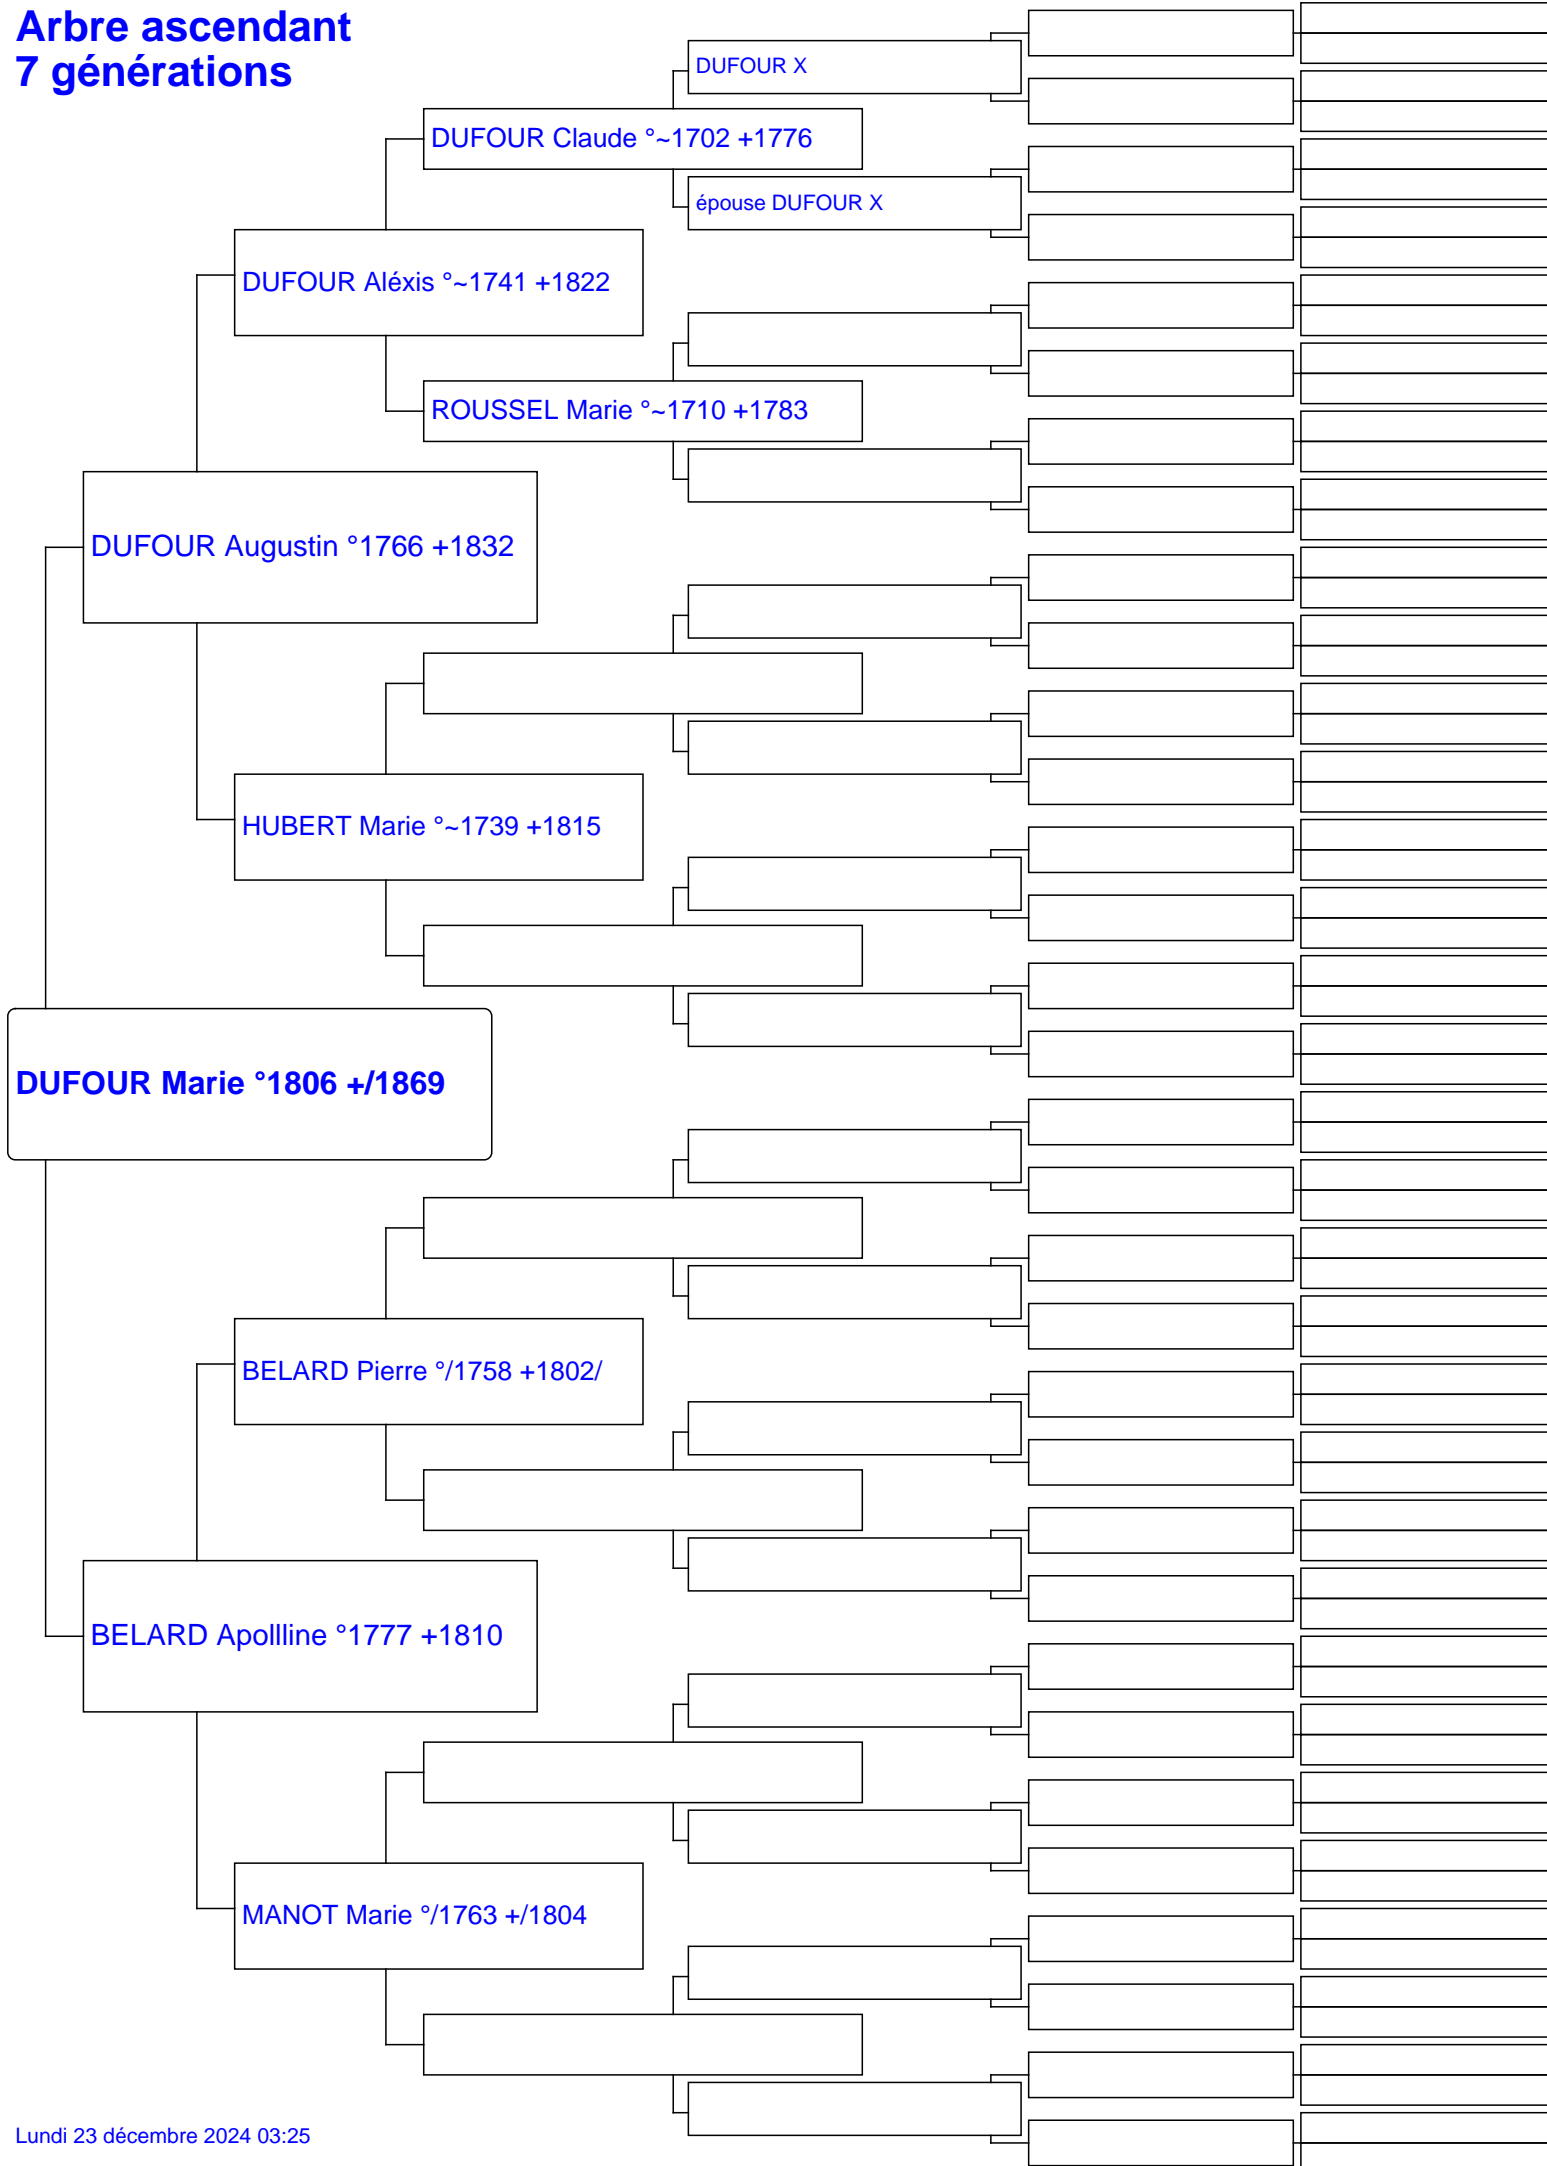 Arbre ascendant
7 générations
DUFOUR X
DUFOUR Claude °~1702 +1776
épouse DUFOUR X
DUFOUR Aléxis °~1741 +1822
ROUSSEL Marie °~1710 +1783
DUFOUR Augustin °1766 +1832
HUBERT Marie °~1739 +1815
DUFOUR Marie °1806 +/1869
BELARD Pierre °/1758 +1802/
BELARD Apollline °1777 +1810
MANOT Marie °/1763 +/1804
Lundi 23 décembre 2024 03:25